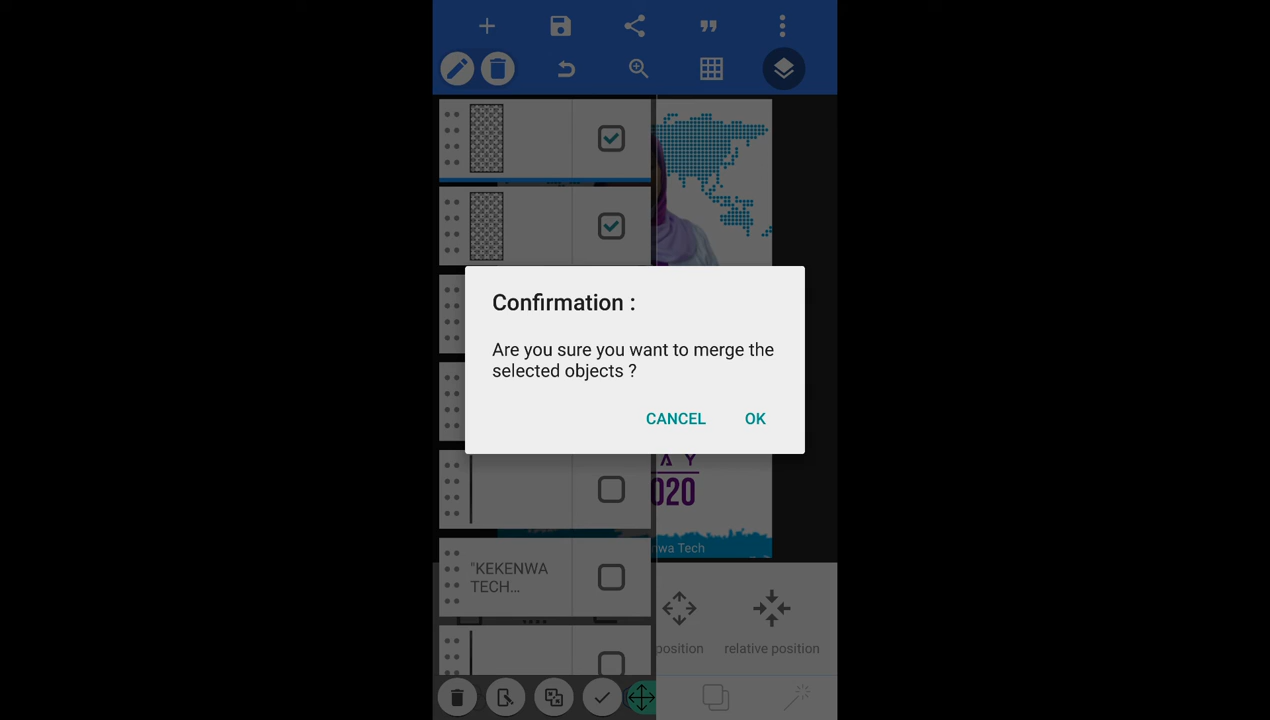 Confirmation :
Are you sure you want to merge the
selected objects ?
CANCEL
OK
A Y
020
"KEKENWA
TECH...
nwa Tech
position
relative position